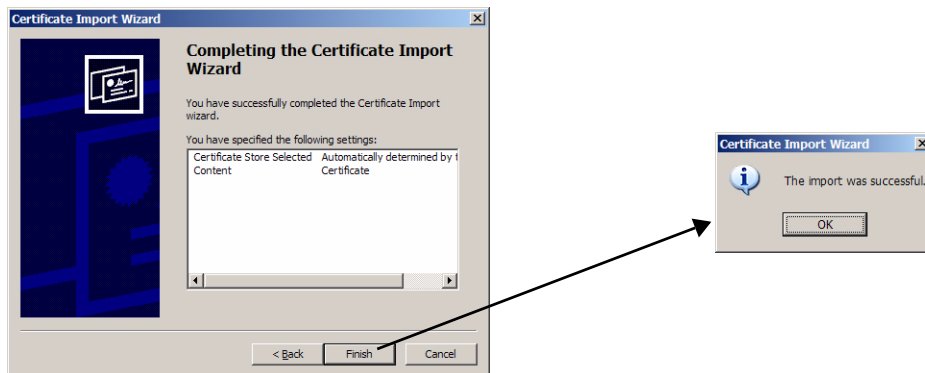 Certificate Import Wizard
Completing the Certificate Import
Wizard
You have successfully completed the Certificate Import
wizard.
You have specified the following settings:
Certificate Store Selected Automatically determined by t
Content Certificate
< Back Finish Cancel
Certificate Import Wizard
The import was successful.
OK